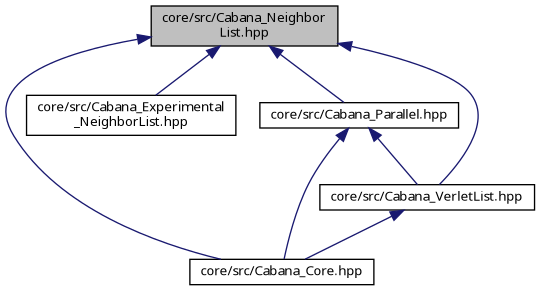 core/src/Cabana_Neighbor
List.hpp
core/src/Cabana_Experimental
_NeighborList.hpp
core/src/Cabana_Parallel.hpp
core/src/Cabana_VerletList.hpp
core/src/Cabana_Core.hpp